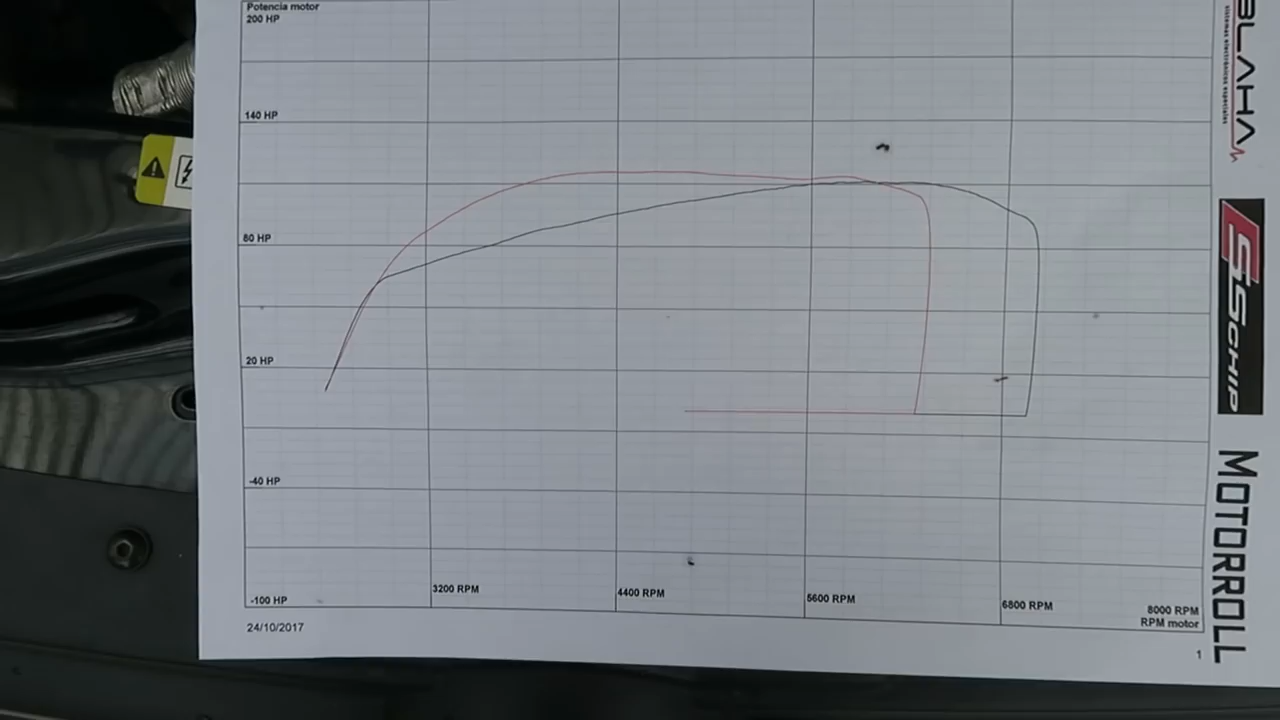 Potencia motor
200 HP
140 HP
80 HP
20 HP
-40 HP
-100 HP
3200 RPM
4400 RPM
5600 RPM
6800 RPM
8000 RPM
RPM motor
24/10/2017
1
BLAHA
sistemas electrónicos especiales
SSCHIP
MOTORROLL